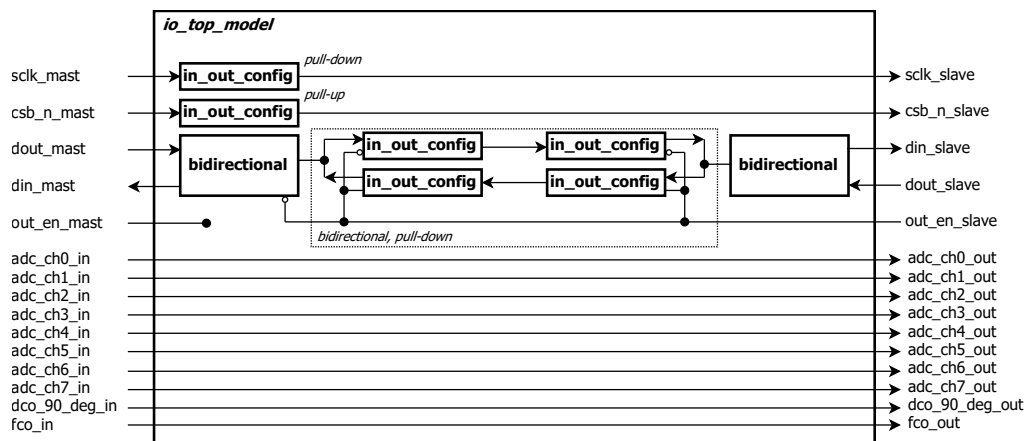 io_top_model
pull-down
sclk_mast in_out_config sclk_slave
pull-up
csb_n_mast in_out_config csb_n_slave
dout_mast in_out_config in_out_config din_slave
bidirectional bidirectional
din_mast in_out_config in_out_config dout_slave
out_en_mast out_en_slave
bidirectional, pull-down
adc_ch0_in adc_ch0_out
adc_ch1_in adc_ch1_out
adc_ch2_in adc_ch2_out
adc_ch3_in adc_ch3_out
adc_ch4_in adc_ch4_out
adc_ch5_in adc_ch5_out
adc_ch6_in adc_ch6_out
adc_ch7_in adc_ch7_out
dco_90_deg_in dco_90_deg_out
fco_in fco_out